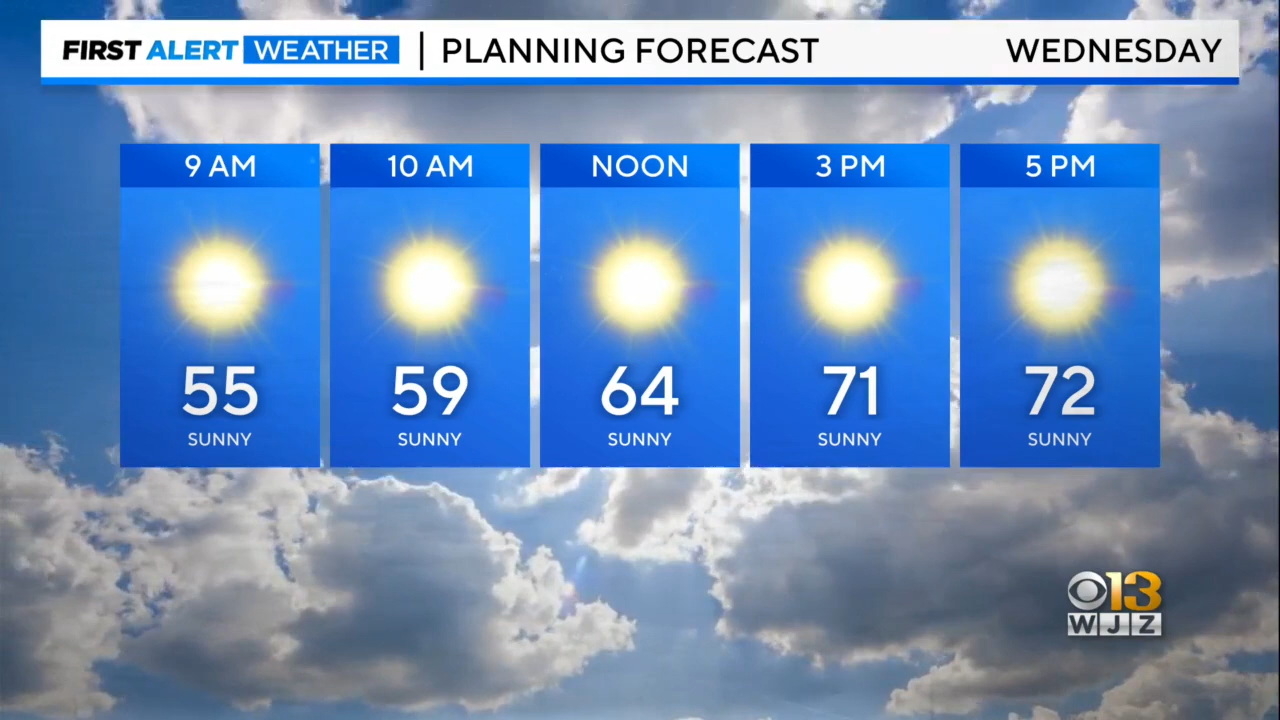 FIRST ALERT WEATHER | PLANNING FORECAST WEDNESDAY
9 AM 10 AM NOON 3 PM 5 PM
55 59 64 71 72
SUNNY SUNNY SUNNY SUNNY SUNNY
13
WJZ